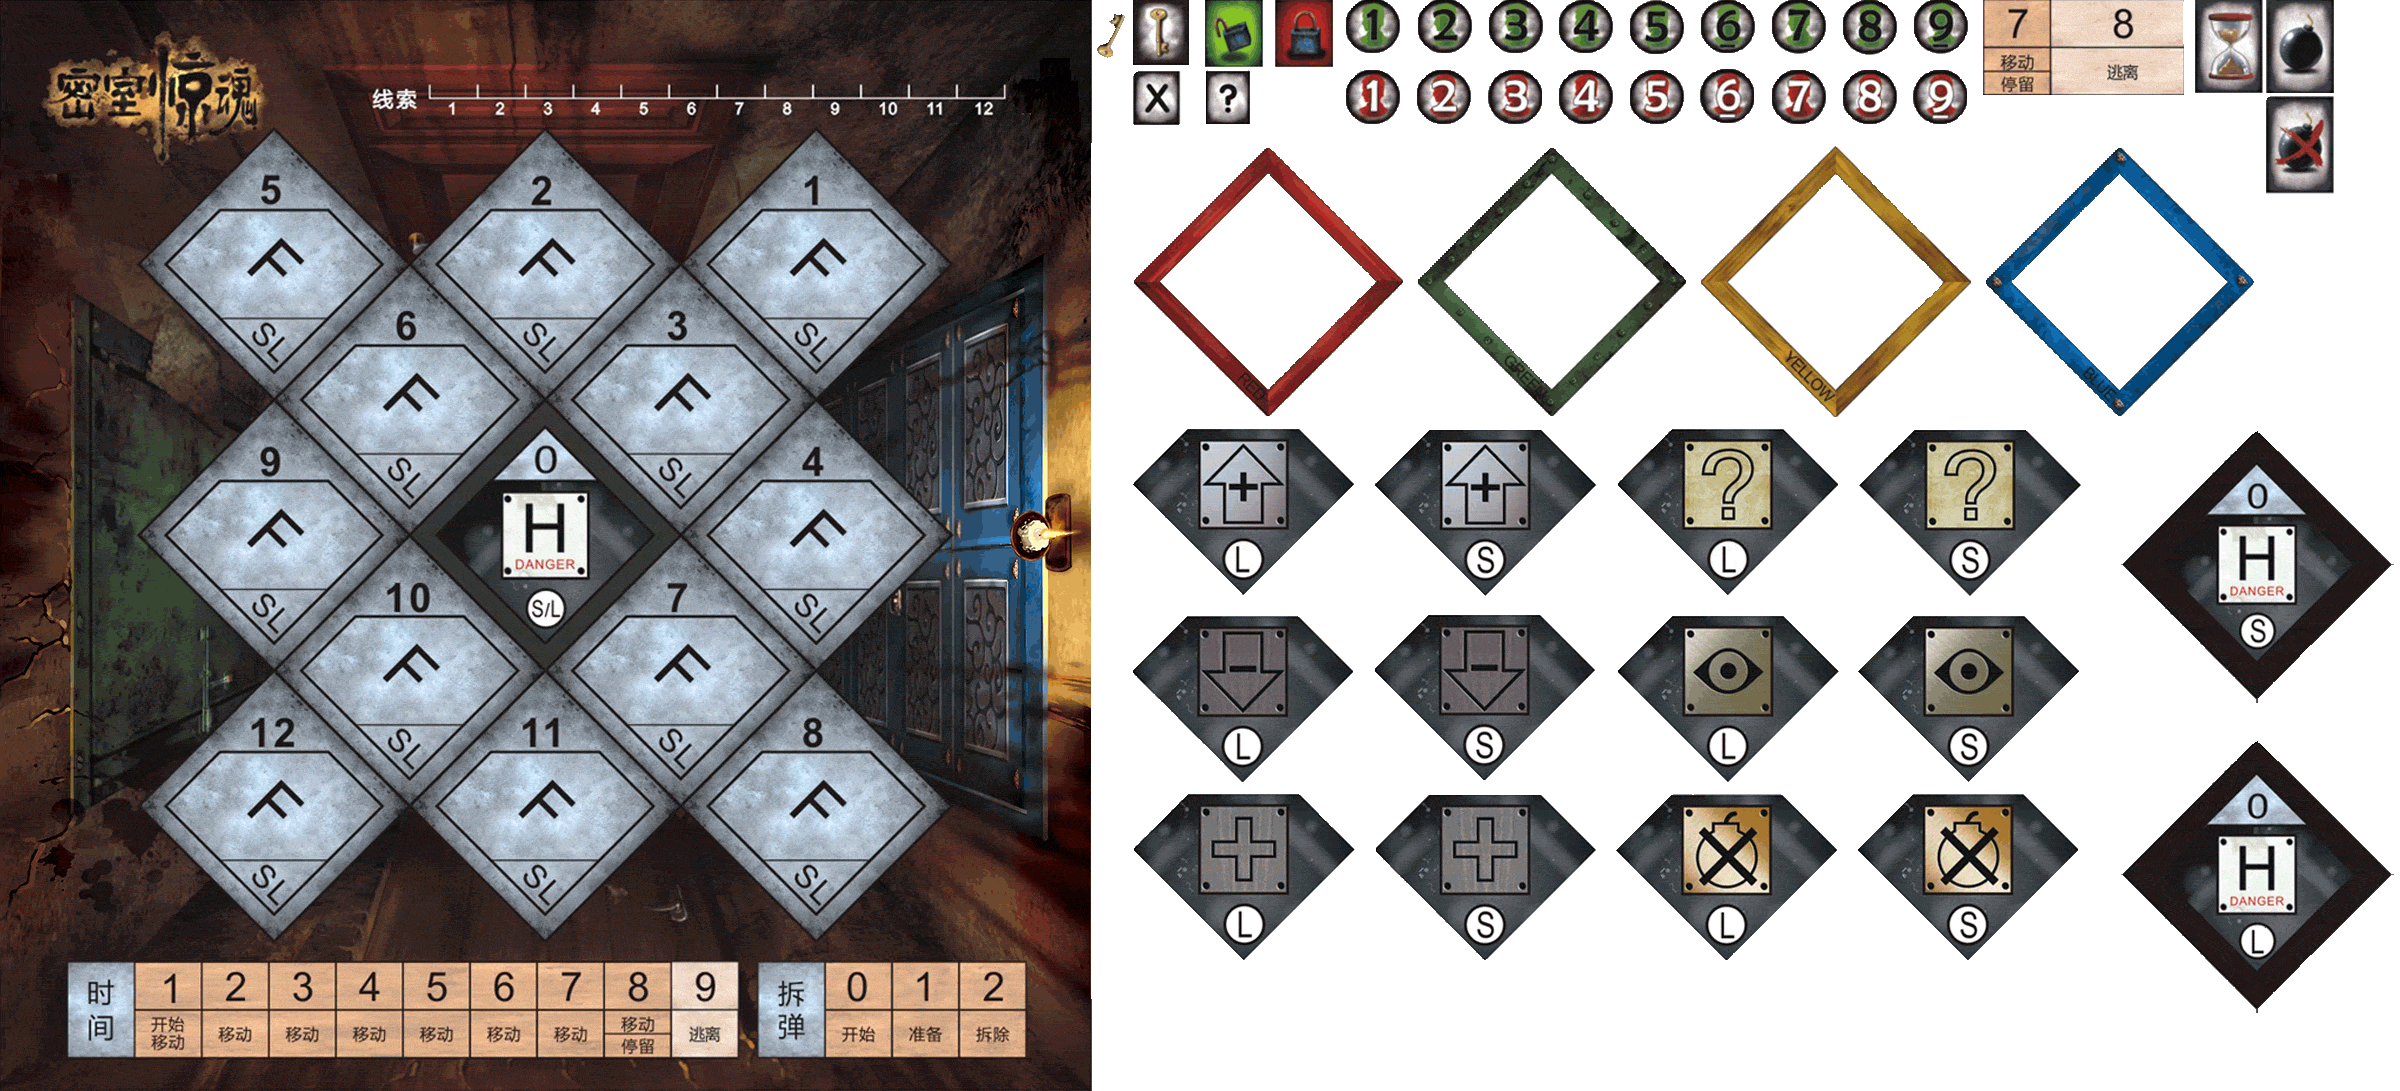 密室惊魂
线索 1 2 3 4 5 6 7 8 9 10 11 12
5 2 1
F F F
SL SL SL
6 3
F F
SL SL
9 0 4
F H F
DANGER
SL S/L SL
10 7
F F
SL SL
12 11 8
F F F
SL SL SL
时间
1 2 3 4 5 6 7 8 9
开始
移动 移动 移动 移动 移动 移动 移动 移动
停留 逃离
拆弹
0 1 2
开始 准备 拆除
1 2 3 4 5 6 7 8 9
X ?
1 2 3 4 5 6 7 8 9
7 8
移动
停留
逃离
RED GREEN YELLOW BLUE
+ + ? ?
L S L S
0
H
DANGER
S
- -
L S L S
L S L S
0
H
DANGER
L